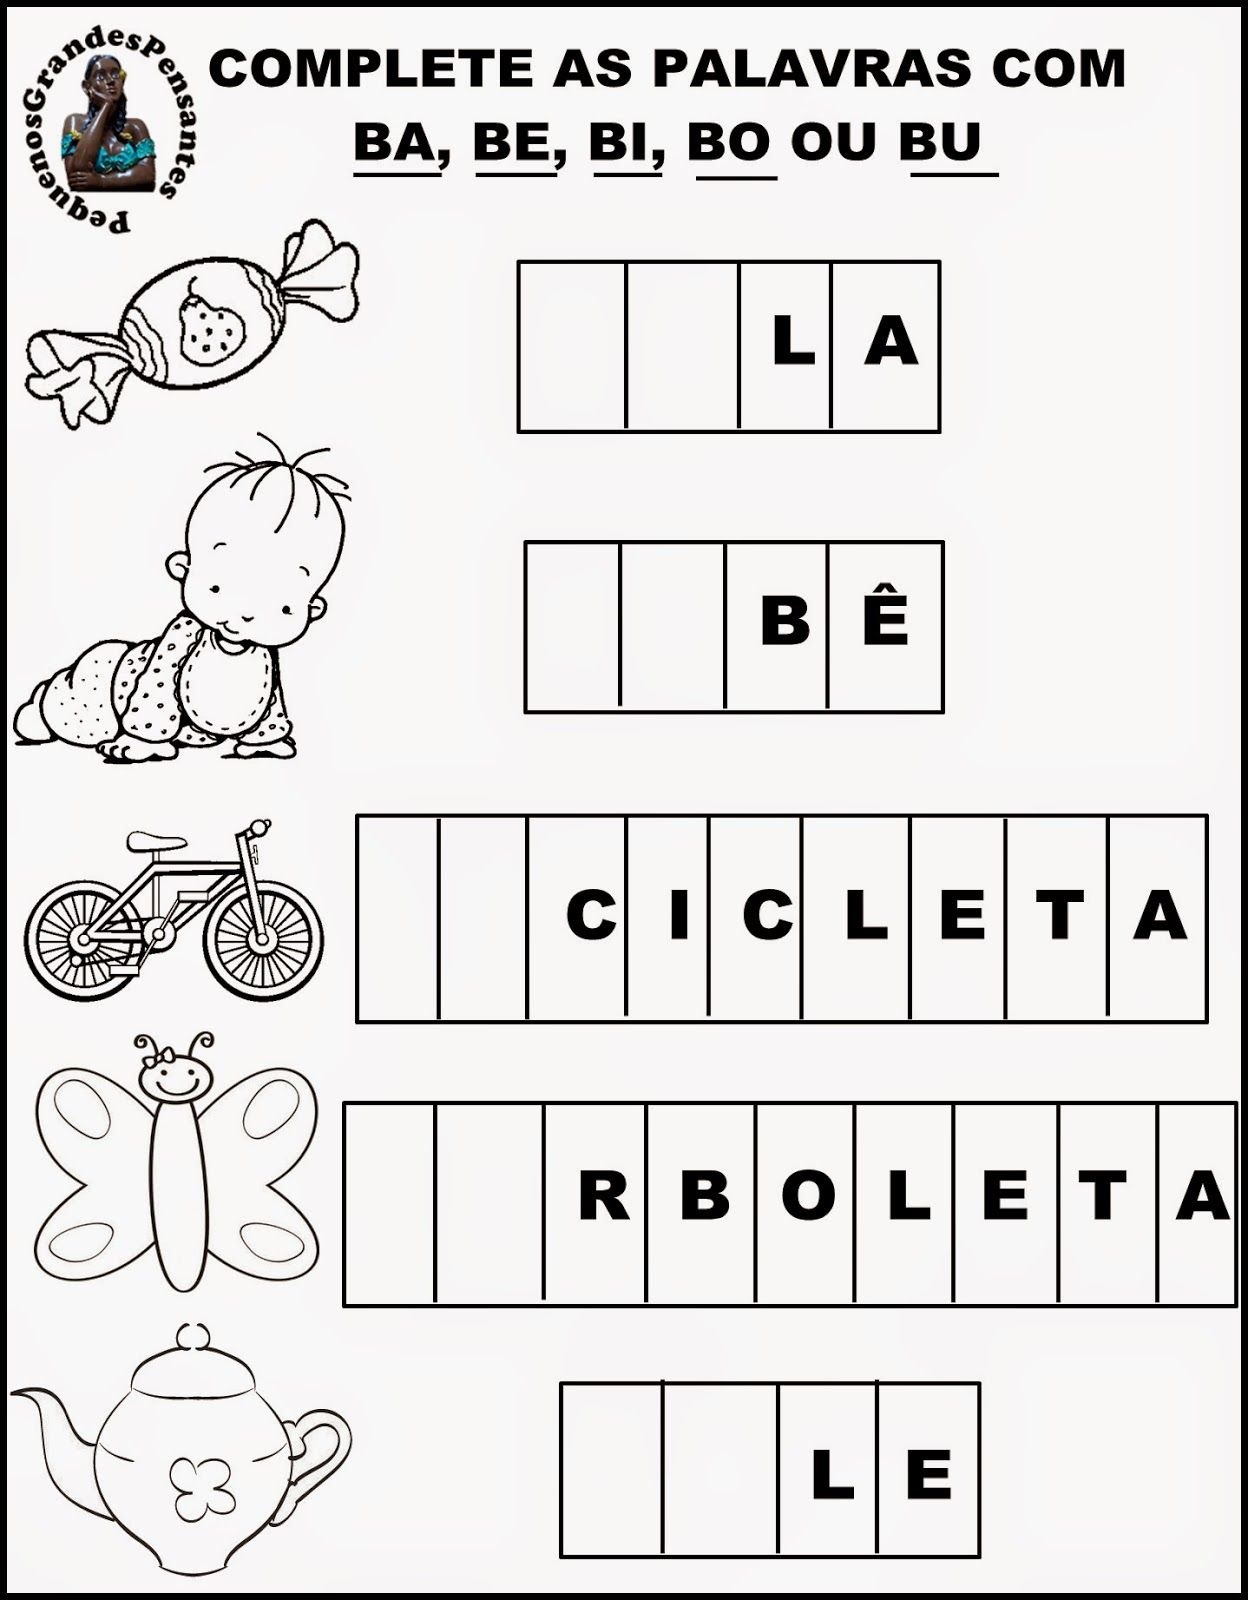 PequenosGrandesPensantes
COMPLETE AS PALAVRAS COM
BA, BE, BI, BO OU BU
L A
B Ê
C I C L E T A
R B O L E T A
L E